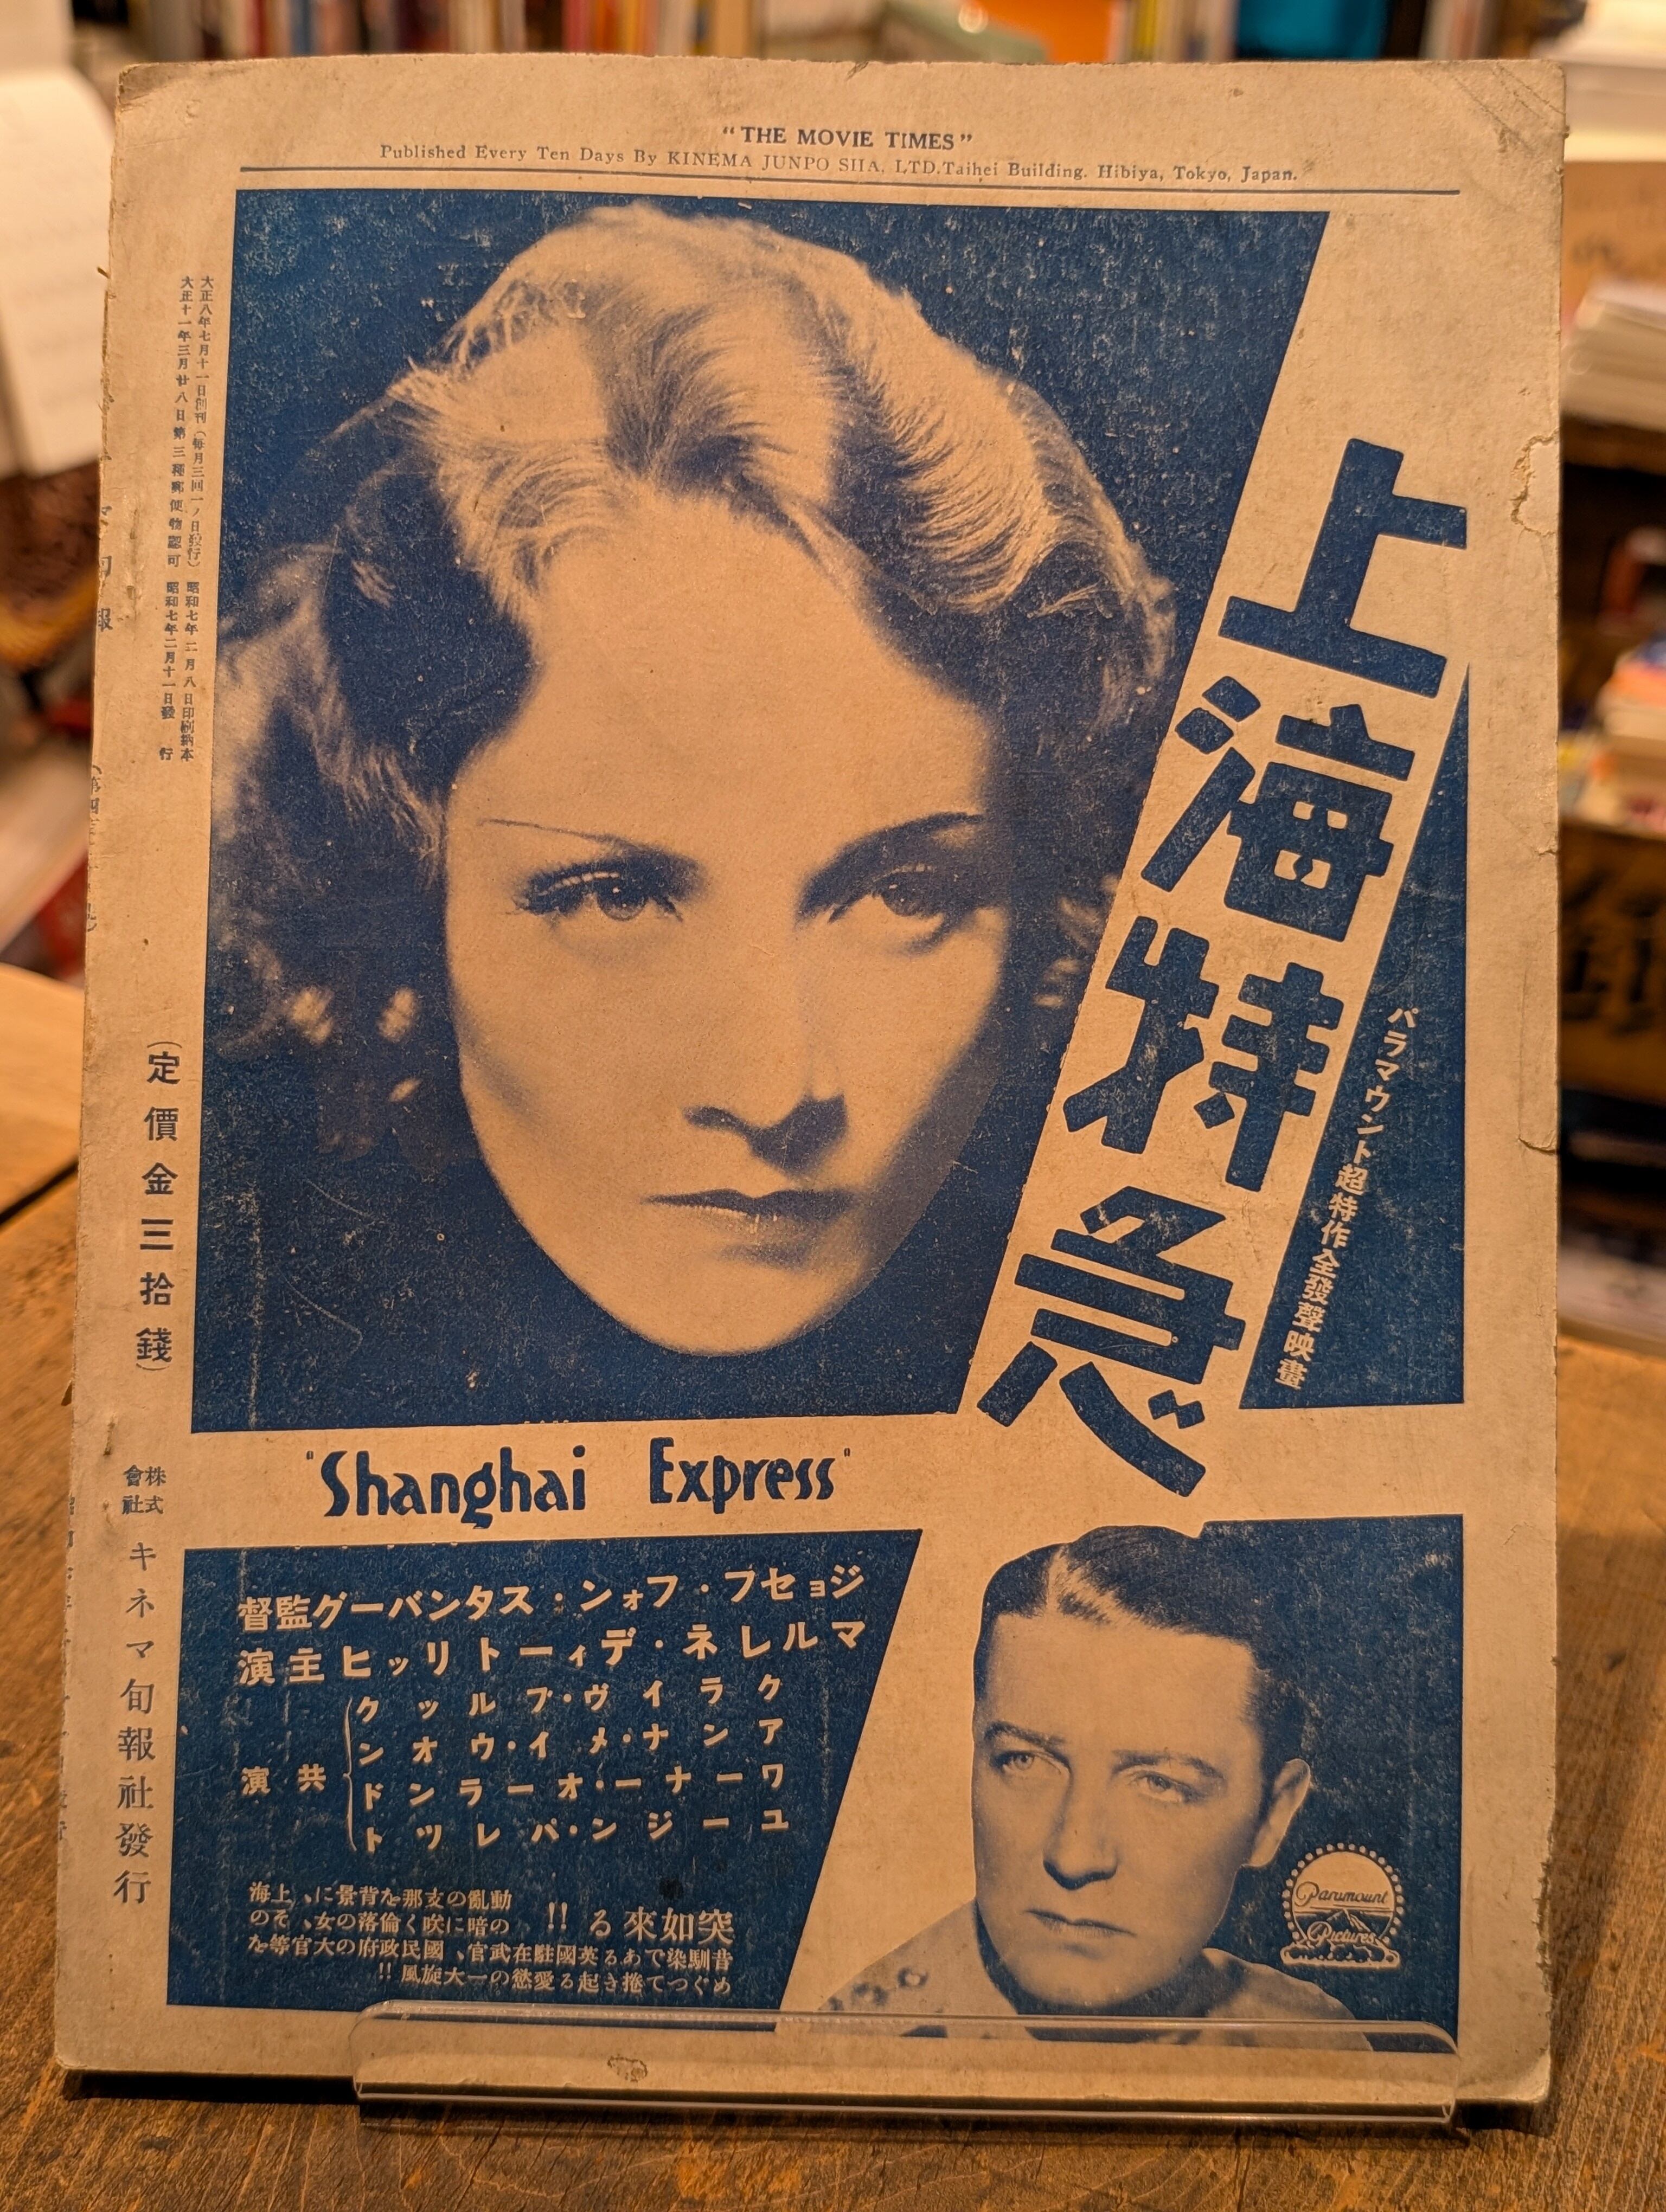 "THE MOVIE TIMES"
Published Every Ten Days By KINEMA JUNPO SHA, LTD.Taihei Building. Hibiya, Tokyo, Japan.
大正八年七月十一日創刊（毎月三回一ノ日發行）昭和七年二月八日印刷納本
大正十一年三月廿八日第三種郵便物認可 昭和七年二月十一日發行
（定價金三拾錢）
株式會社 キネマ旬報社發行
上海特急
パラマウント超特作全發聲映畫
"Shanghai Express"
督監グーバンタス・ンォフ・フセョジ
演主ヒッリトーィデ・ネレルマ
演共
クッルブ・ヴイラク
ンオウ・イメ・ナンア
ドンラーオ・ーナーワ
トツレパ・ンジーユ
突如來る!!
動亂の支那を背景に、上海
の暗に咲く倫落の女、その
昔馴染である英國駐在武官、國民政府の大官等を
めぐつて捲き起る愛慾の一大旋風!!
Paramount
Pictures